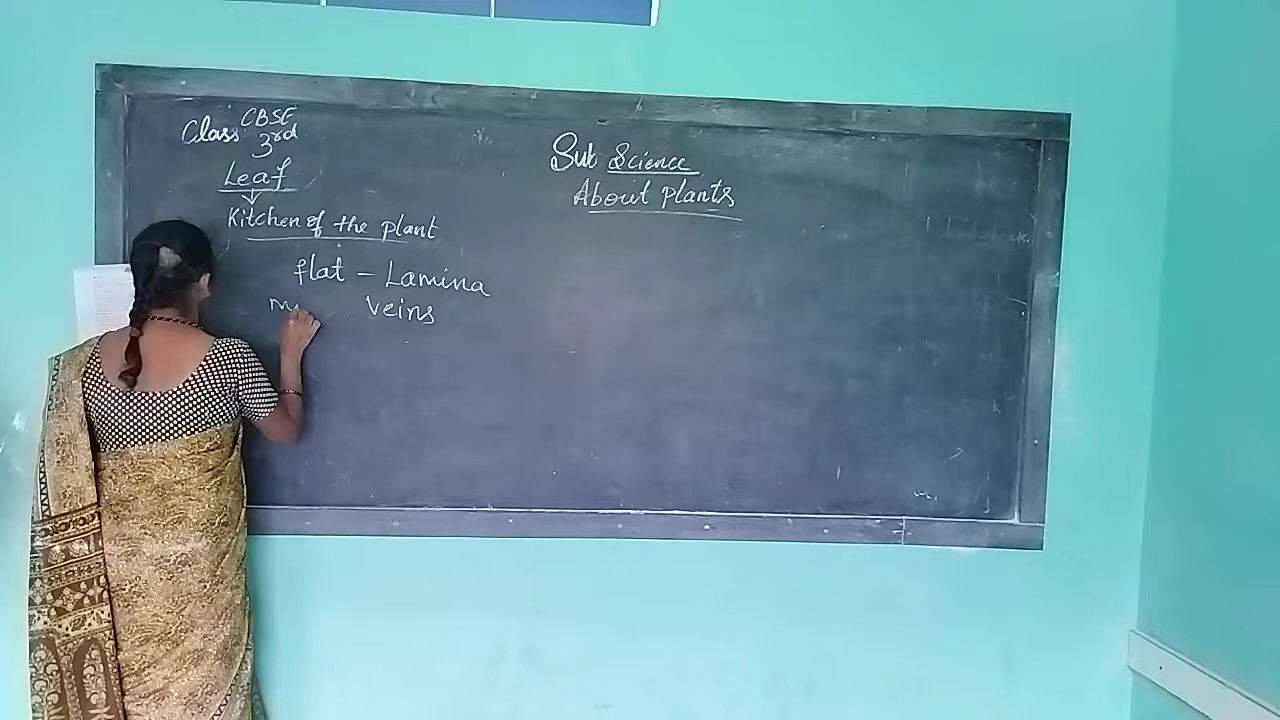 CBSE
Class 3rd
Leaf
Kitchen of the plant
flat - Lamina
veins
Sub Science
About plants